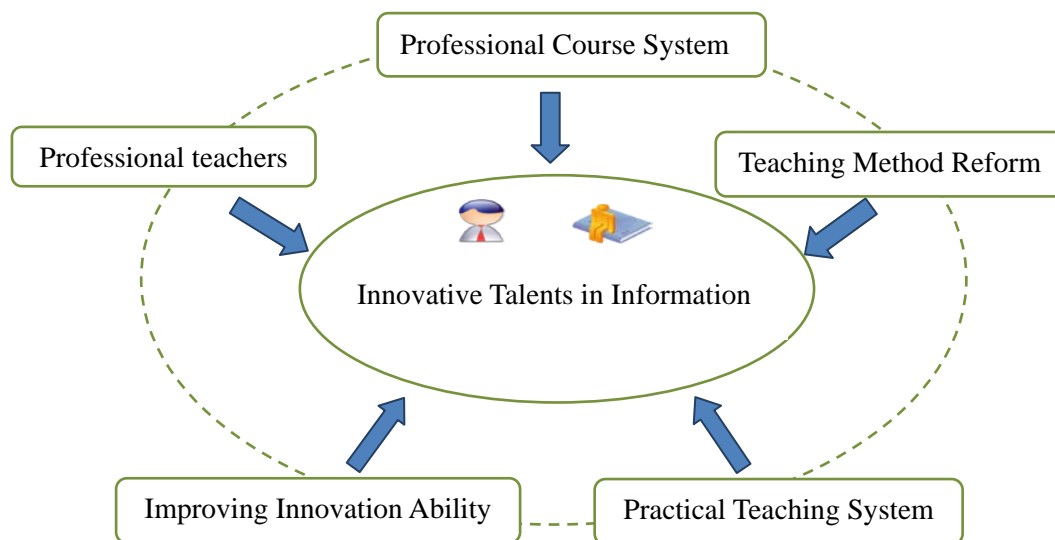 Professional Course System
Professional teachers
Teaching Method Reform
Innovative Talents in Information
Improving Innovation Ability
Practical Teaching System